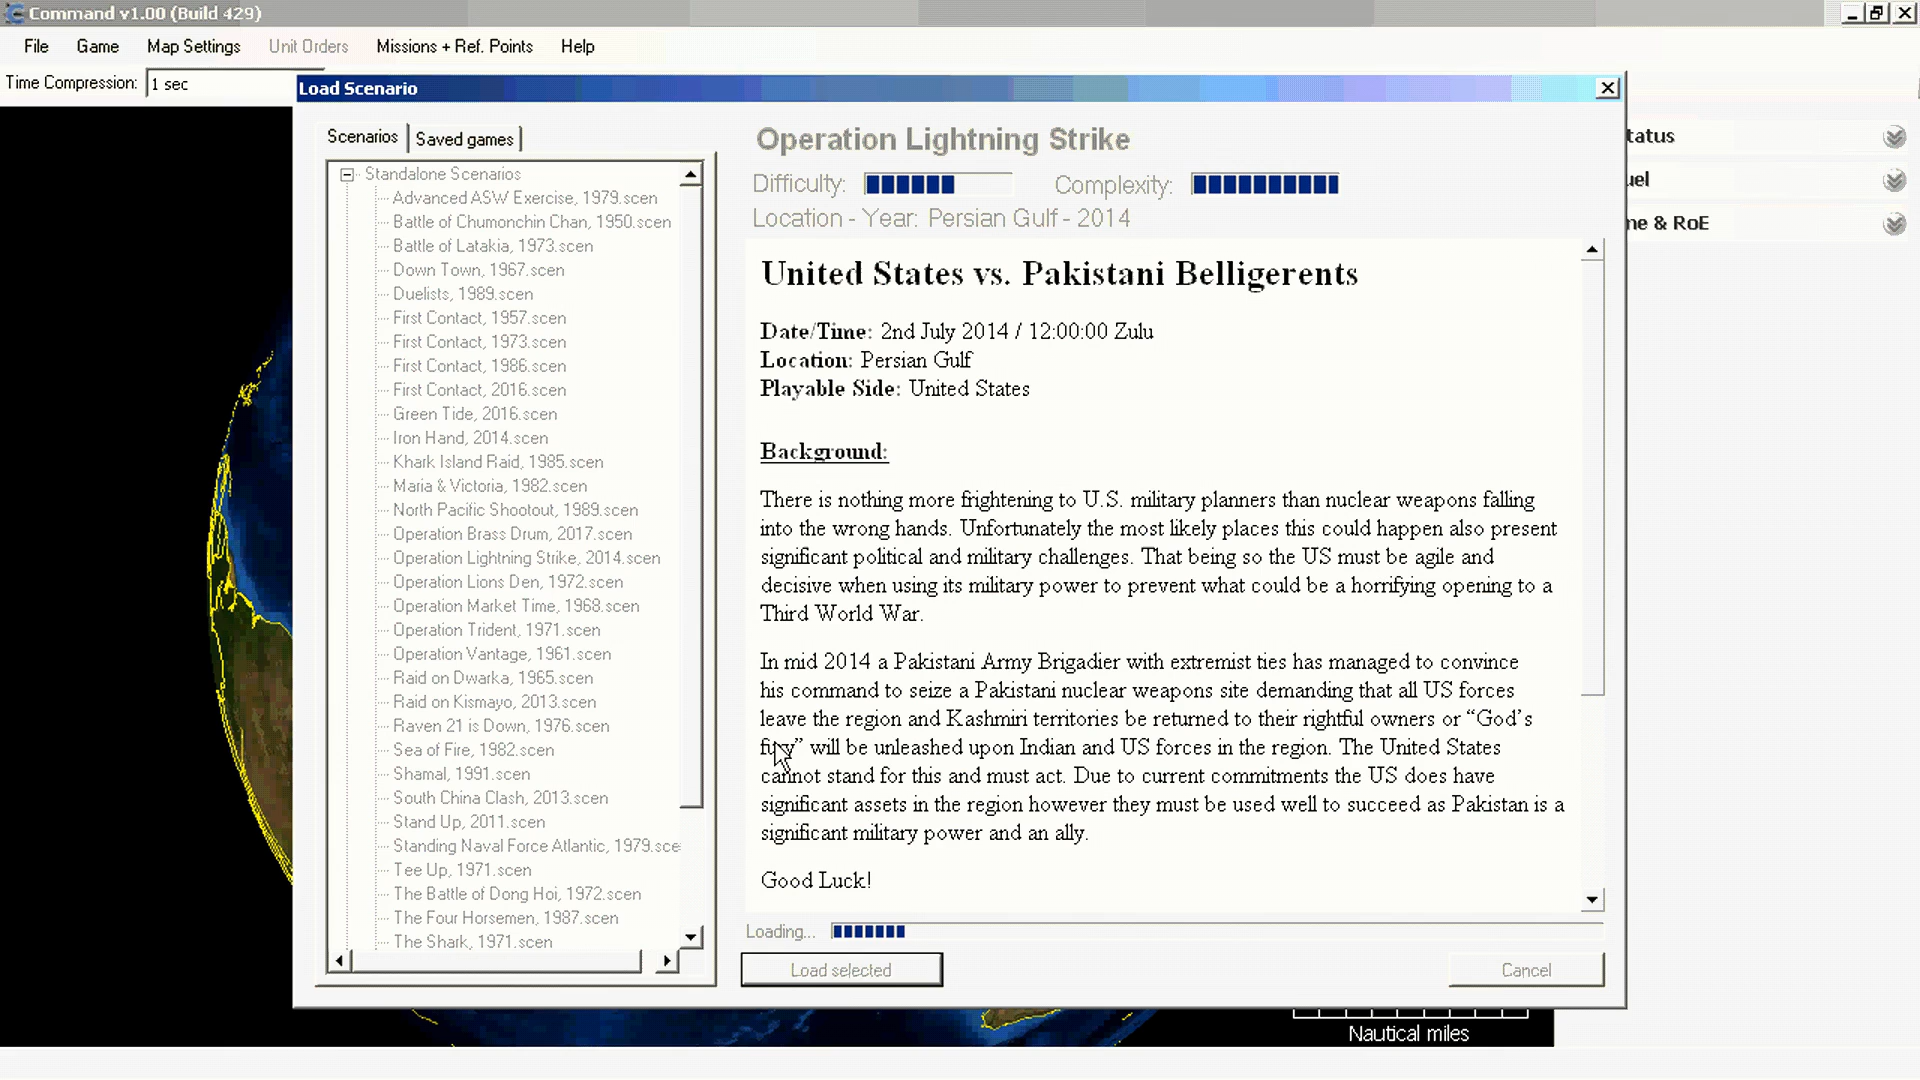 Command v1.00 (Build 429)
File Game Map Settings Unit Orders Missions + Ref. Points Help
Time Compression: 1 sec
Load Scenario
Scenarios Saved games
Standalone Scenarios
Advanced ASW Exercise, 1979.scen
Battle of Chumonchin Chan, 1950.scen
Battle of Latakia, 1973.scen
Down Town, 1967.scen
Duelists, 1989.scen
First Contact, 1957.scen
First Contact, 1973.scen
First Contact, 1986.scen
First Contact, 2016.scen
Green Tide, 2016.scen
Iron Hand, 2014.scen
Khark Island Raid, 1985.scen
Maria & Victoria, 1982.scen
North Pacific Shootout, 1989.scen
Operation Brass Drum, 2017.scen
Operation Lightning Strike, 2014.scen
Operation Lions Den, 1972.scen
Operation Market Time, 1968.scen
Operation Trident, 1971.scen
Operation Vantage, 1961.scen
Raid on Dwarka, 1965.scen
Raid on Kismayo, 2013.scen
Raven 21 is Down, 1976.scen
Sea of Fire, 1982.scen
Shamal, 1991.scen
South China Clash, 2013.scen
Stand Up, 2011.scen
Standing Naval Force Atlantic, 1979.sce
Tee Up, 1971.scen
The Battle of Dong Hoi, 1972.scen
The Four Horsemen, 1987.scen
The Shark, 1971.scen
Operation Lightning Strike
Difficulty: Complexity:
Location - Year: Persian Gulf - 2014
United States vs. Pakistani Belligerents
Date/Time: 2nd July 2014 / 12:00:00 Zulu
Location: Persian Gulf
Playable Side: United States
Background:
There is nothing more frightening to U.S. military planners than nuclear weapons falling
into the wrong hands. Unfortunately the most likely places this could happen also present
significant political and military challenges. That being so the US must be agile and
decisive when using its military power to prevent what could be a horrifying opening to a
Third World War.
In mid 2014 a Pakistani Army Brigadier with extremist ties has managed to convince
his command to seize a Pakistani nuclear weapons site demanding that all US forces
leave the region and Kashmiri territories be returned to their rightful owners or “God’s
fury” will be unleashed upon Indian and US forces in the region. The United States
cannot stand for this and must act. Due to current commitments the US does have
significant assets in the region however they must be used well to succeed as Pakistan is a
significant military power and an ally.
Good Luck!
Loading...
Load selected Cancel
tatus
uel
ne & RoE
Nautical miles